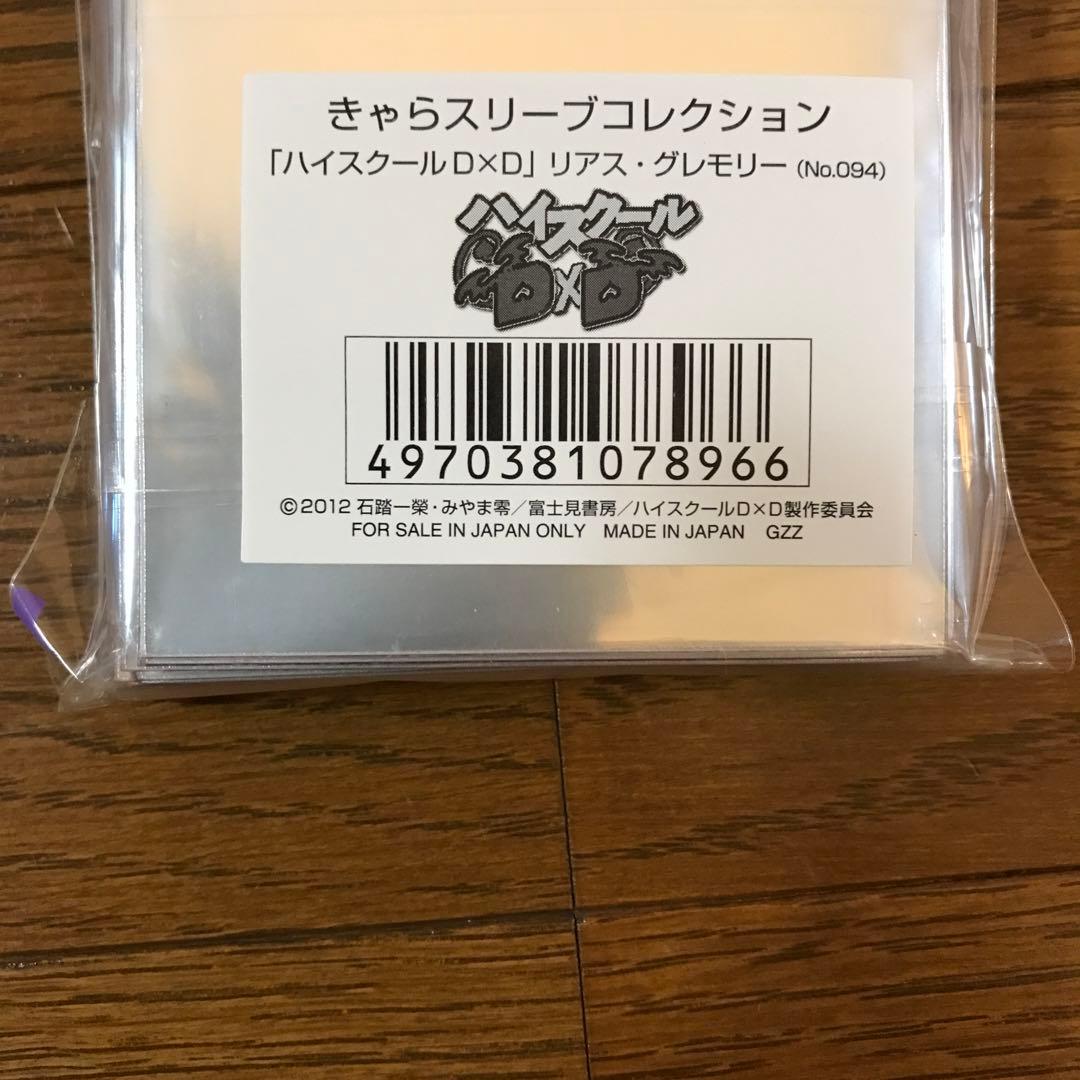 きゃらスリーブコレクション
「ハイスクールD×D」リアス・グレモリー (No.094)
ハイスクール
D×D
4970381078966
©2012 石踏一榮・みやま零／富士見書房／ハイスクールD×D製作委員会
FOR SALE IN JAPAN ONLY MADE IN JAPAN GZZ